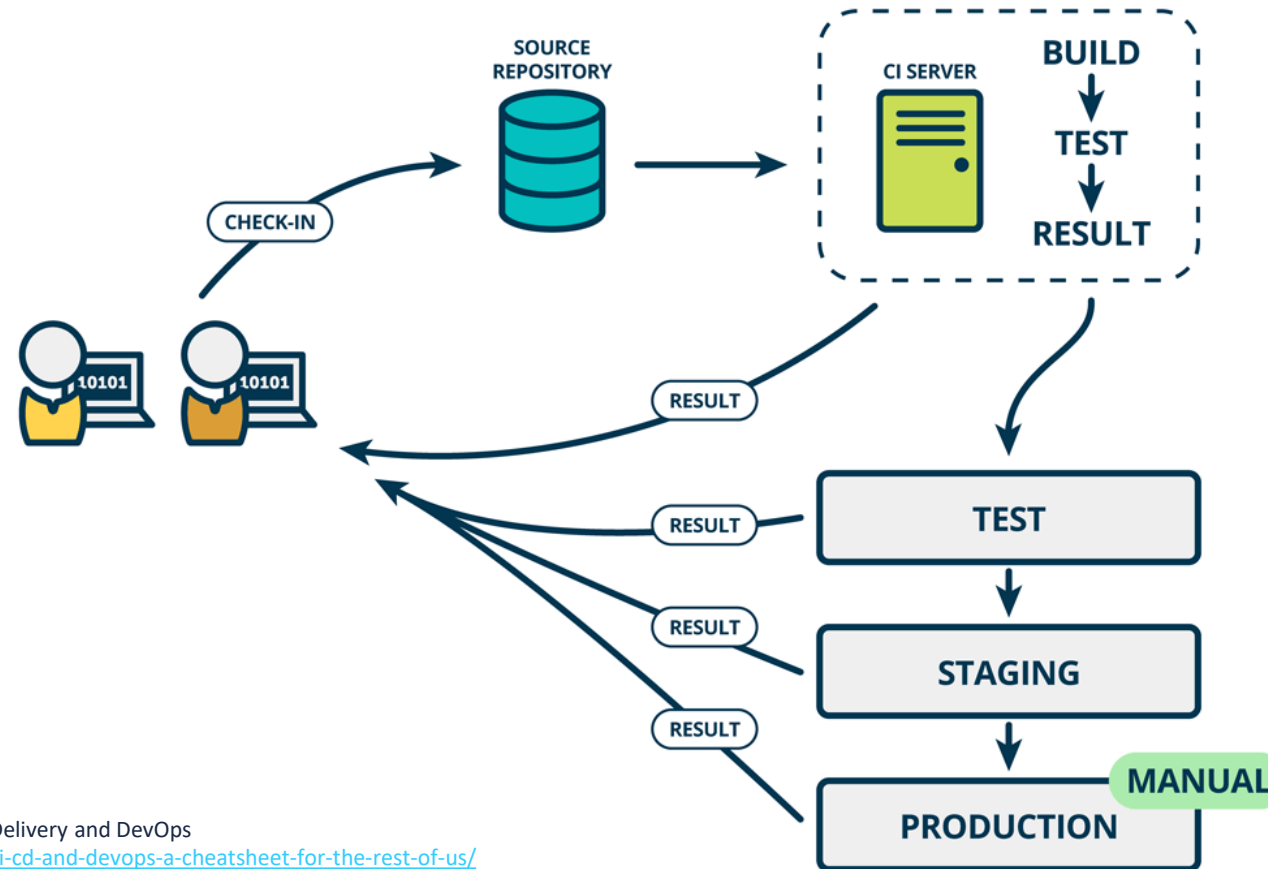 SOURCE
REPOSITORY
CI SERVER
BUILD
TEST
RESULT
CHECK-IN
10101
10101
RESULT
RESULT
RESULT
RESULT
TEST
STAGING
MANUAL
PRODUCTION
Delivery and DevOps
i-cd-and-devops-a-cheatsheet-for-the-rest-of-us/